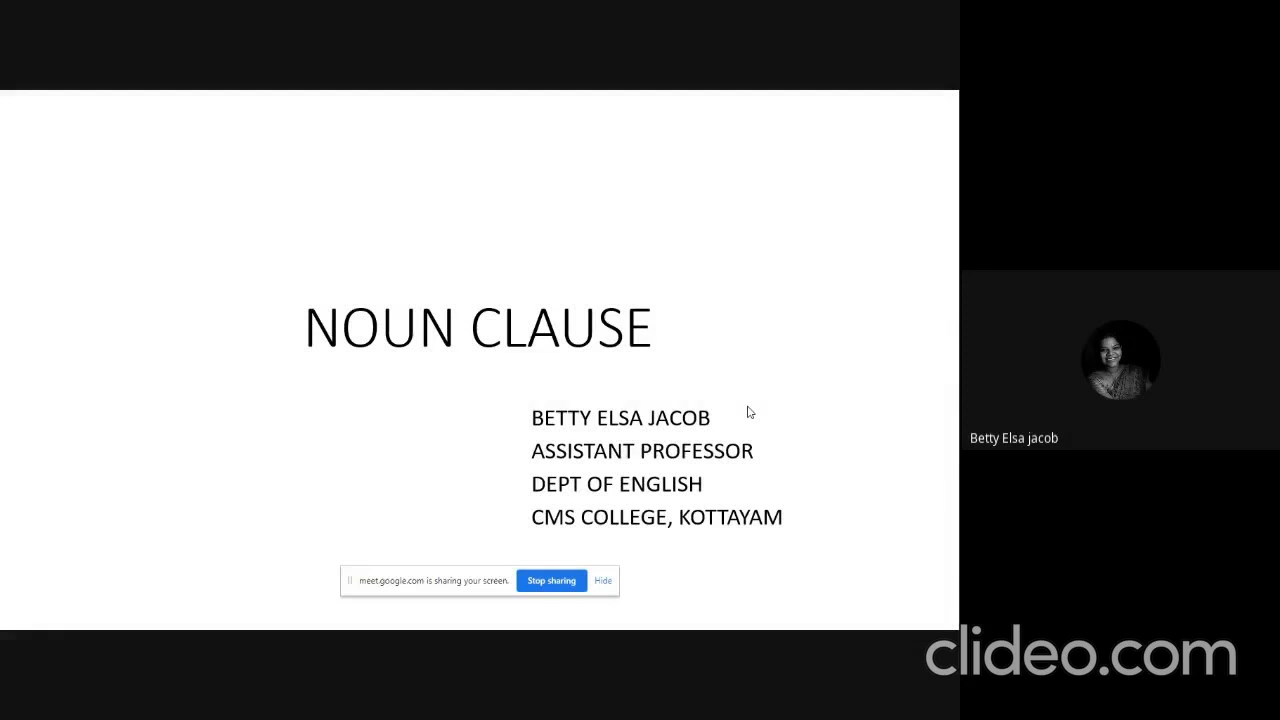 NOUN CLAUSE
BETTY ELSA JACOB
ASSISTANT PROFESSOR
DEPT OF ENGLISH
CMS COLLEGE, KOTTAYAM
meet.google.com is sharing your screen. Stop sharing Hide
Betty Elsa jacob
clideo.com